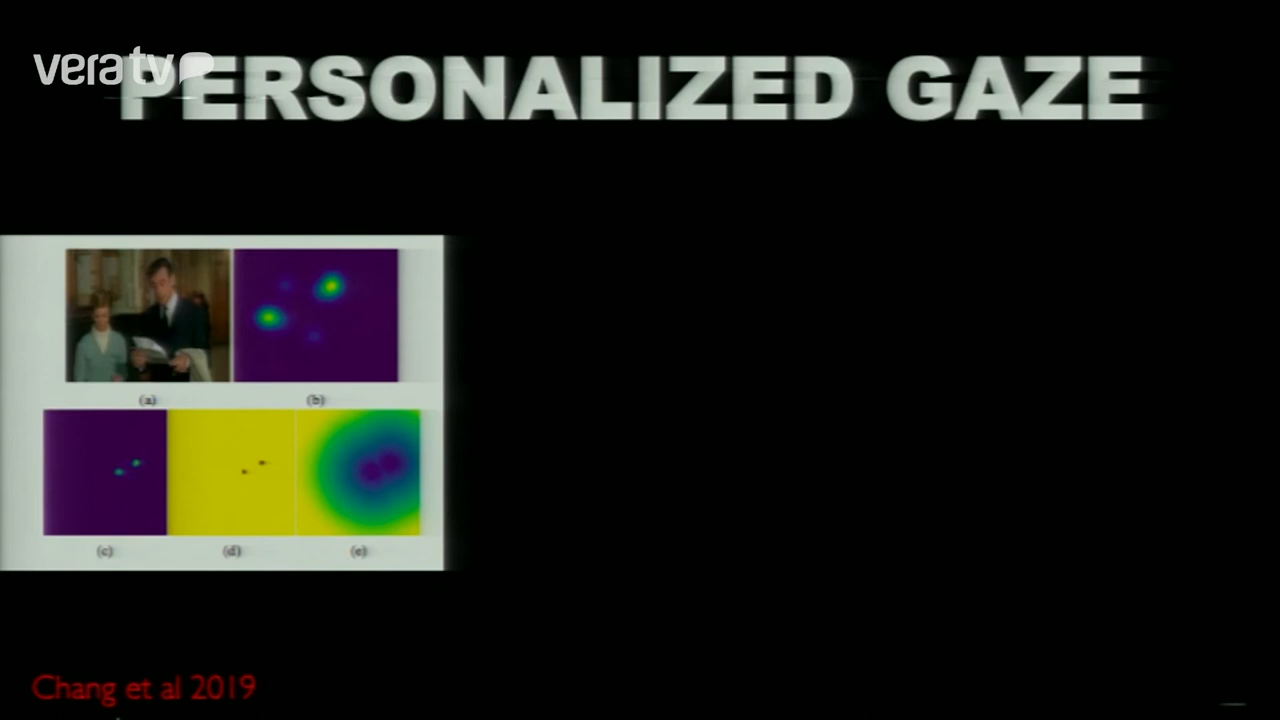 vera tv
PERSONALIZED GAZE
(a) (b)
(c) (d) (e)
Chang et al 2019